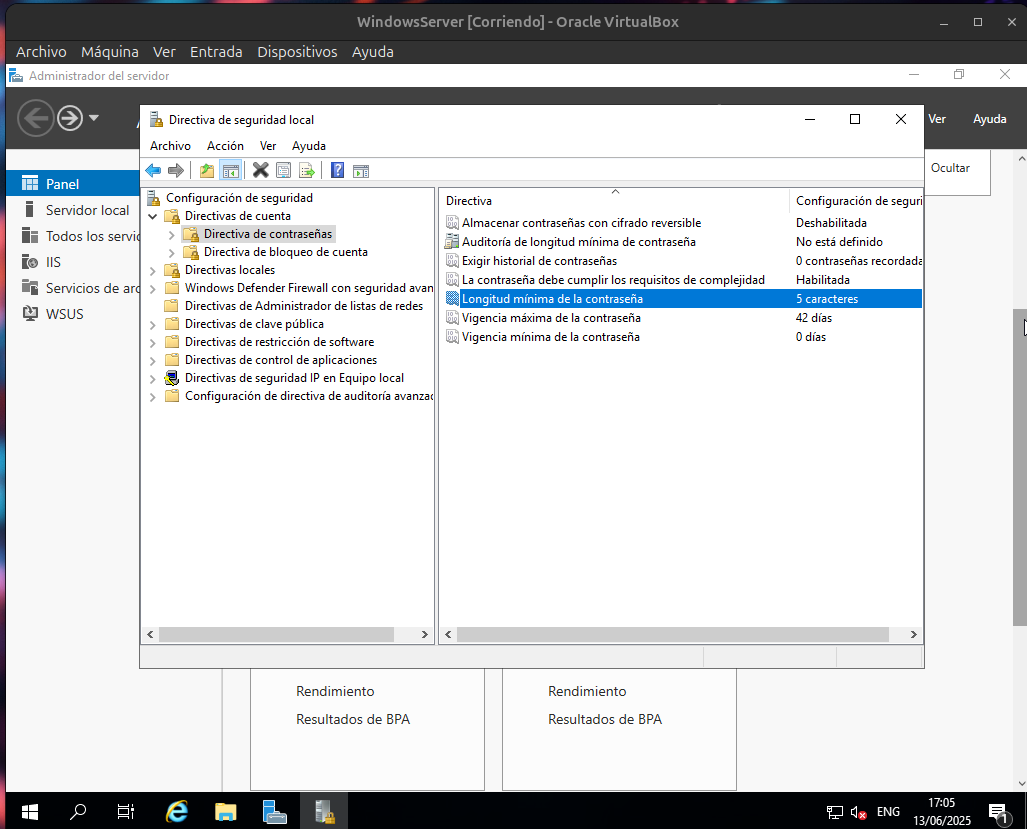 WindowsServer [Corriendo] - Oracle VirtualBox
Archivo Máquina Ver Entrada Dispositivos Ayuda
Administrador del servidor
Ver Ayuda
Directiva de seguridad local
Archivo Acción Ver Ayuda
Ocultar
Panel
Servidor local
Todos los servic
IIS
Servicios de arc
WSUS
Configuración de seguridad
Directivas de cuenta
Directiva de contraseñas
Directiva de bloqueo de cuenta
Directivas locales
Windows Defender Firewall con seguridad avan
Directivas de Administrador de listas de redes
Directivas de clave pública
Directivas de restricción de software
Directivas de control de aplicaciones
Directivas de seguridad IP en Equipo local
Configuración de directiva de auditoría avanzad
Directiva Configuración de seguri
Almacenar contraseñas con cifrado reversible Deshabilitada
Auditoría de longitud mínima de contraseña No está definido
Exigir historial de contraseñas 0 contraseñas recordada
La contraseña debe cumplir los requisitos de complejidad Habilitada
Longitud mínima de la contraseña 5 caracteres
Vigencia máxima de la contraseña 42 días
Vigencia mínima de la contraseña 0 días
Rendimiento Rendimiento
Resultados de BPA Resultados de BPA
ENG
17:05
13/06/2025
1